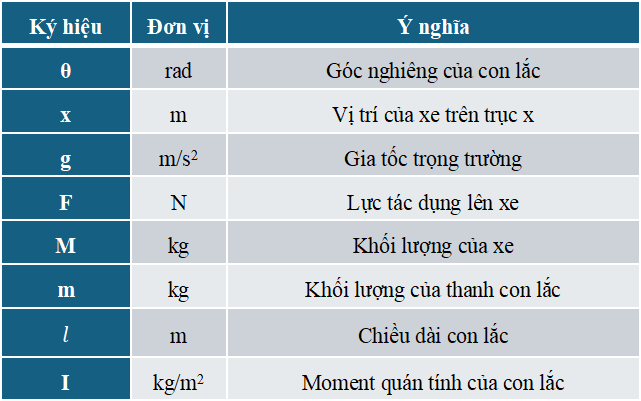 Ký hiệu Đơn vị Ý nghĩa
θ rad Góc nghiêng của con lắc
x m Vị trí của xe trên trục x
g m/s² Gia tốc trọng trường
F N Lực tác dụng lên xe
M kg Khối lượng của xe
m kg Khối lượng của thanh con lắc
l m Chiều dài con lắc
I kg/m² Moment quán tính của con lắc